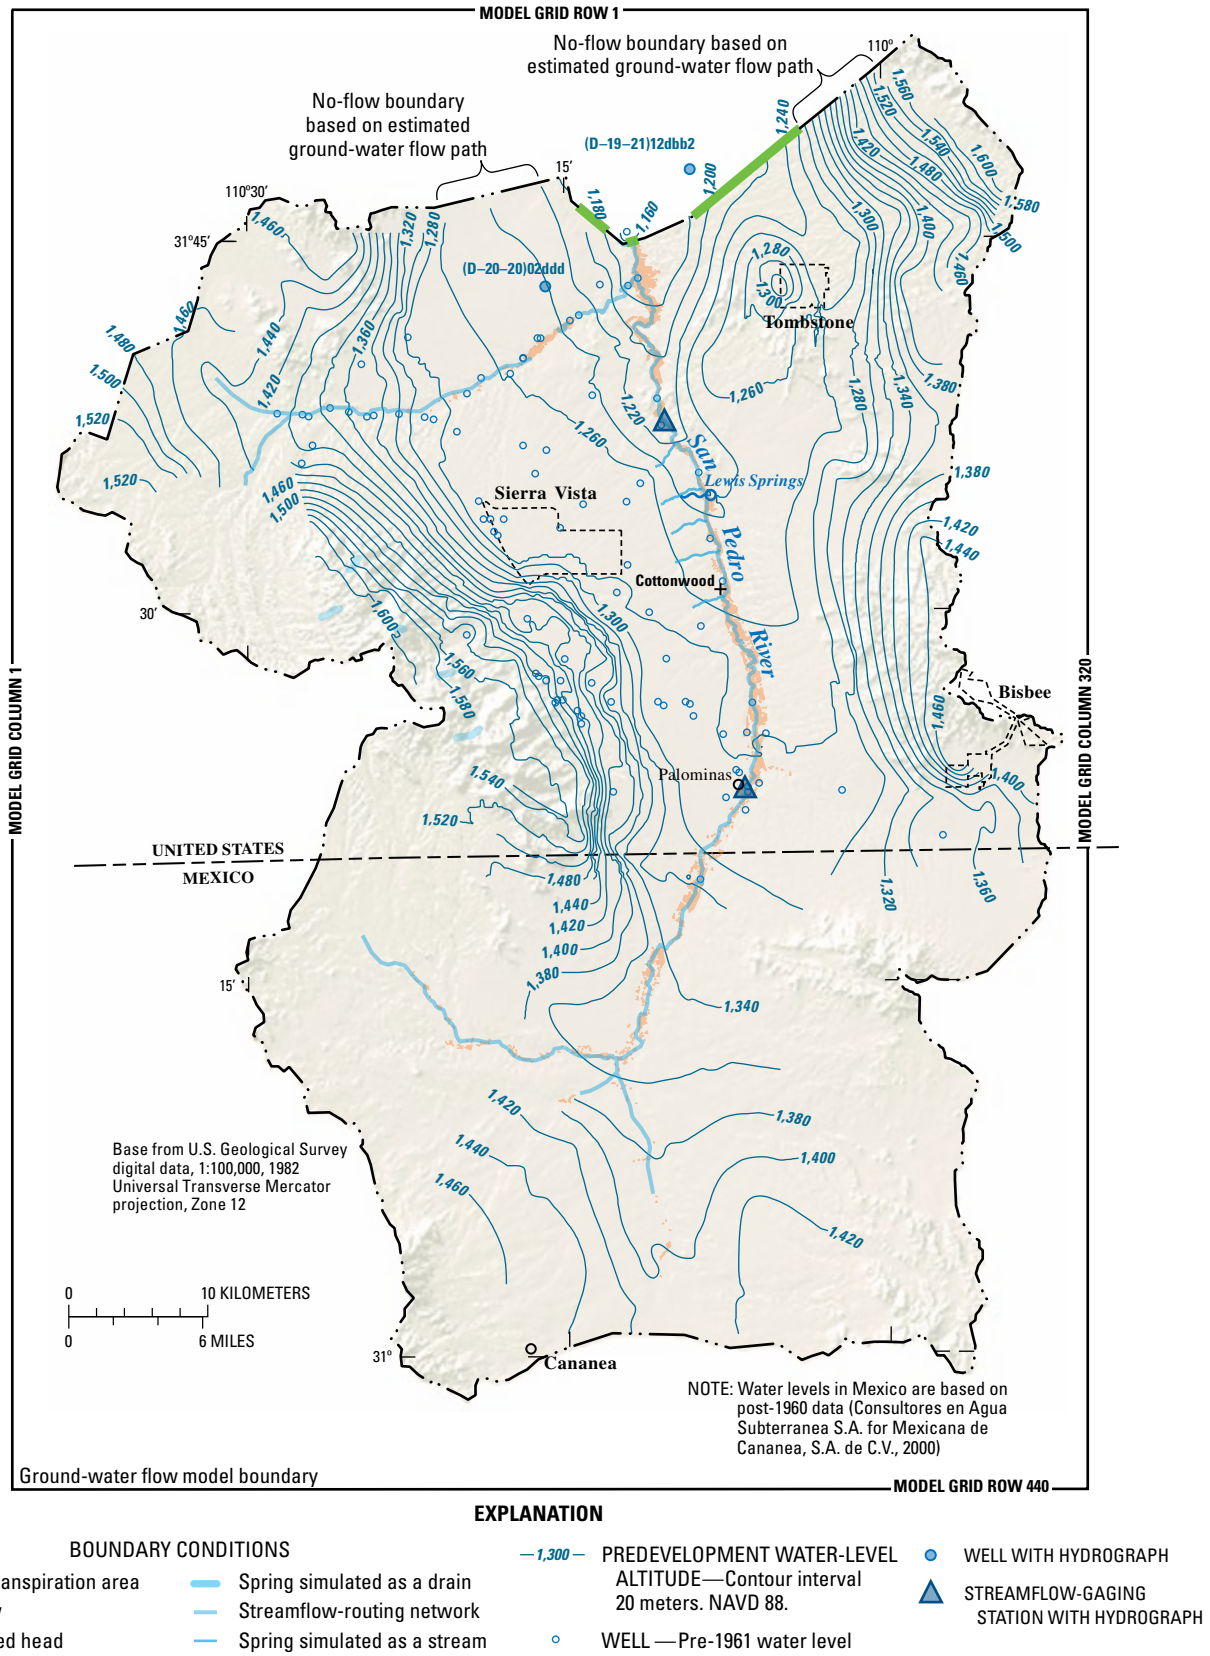 MODEL GRID ROW 1
No-flow boundary based on
estimated ground-water flow path
110º
No-flow boundary
based on estimated
ground-water flow path
(D–19–21)12dbb2
15′
110º30′
31º45′
1,240
1,200
1,180
1,160
1,560
1,520
1,540
1,600
1,420
1,480
1,580
1,500
1,300
1,400
1,460
1,460
1,320
1,280
1,280
1,300
(D–20–20)02ddd
Tombstone
1,460
1,480
1,440
1,360
1,500
1,420
1,520
1,520
1,220
1,260
1,260
1,280
1,340
1,380
1,380
San
Lewis Springs
Pedro
River
1,460
1,500
Sierra Vista
1,420
1,440
Cottonwood
30′
1,600
1,300
1,560
1,580
1,460
Bisbee
1,400
MODEL GRID COLUMN 1
MODEL GRID COLUMN 320
Palominas
1,540
1,520
UNITED STATES
MEXICO
1,480
1,440
1,420
1,400
1,380
1,320
1,360
15′
1,340
1,420
1,380
1,440
1,400
1,460
1,420
Base from U.S. Geological Survey
digital data, 1:100,000, 1982
Universal Transverse Mercator
projection, Zone 12
0 10 KILOMETERS
0 6 MILES
31º
Cananea
NOTE: Water levels in Mexico are based on
post-1960 data (Consultores en Agua
Subterranea S.A. for Mexicana de
Cananea, S.A. de C.V., 2000)
Ground-water flow model boundary
MODEL GRID ROW 440
EXPLANATION
BOUNDARY CONDITIONS
anspiration area
ed head
Spring simulated as a drain
Streamflow-routing network
Spring simulated as a stream
1,300
PREDEVELOPMENT WATER-LEVEL
ALTITUDE—Contour interval
20 meters. NAVD 88.
WELL —Pre-1961 water level
WELL WITH HYDROGRAPH
STREAMFLOW-GAGING
STATION WITH HYDROGRAPH